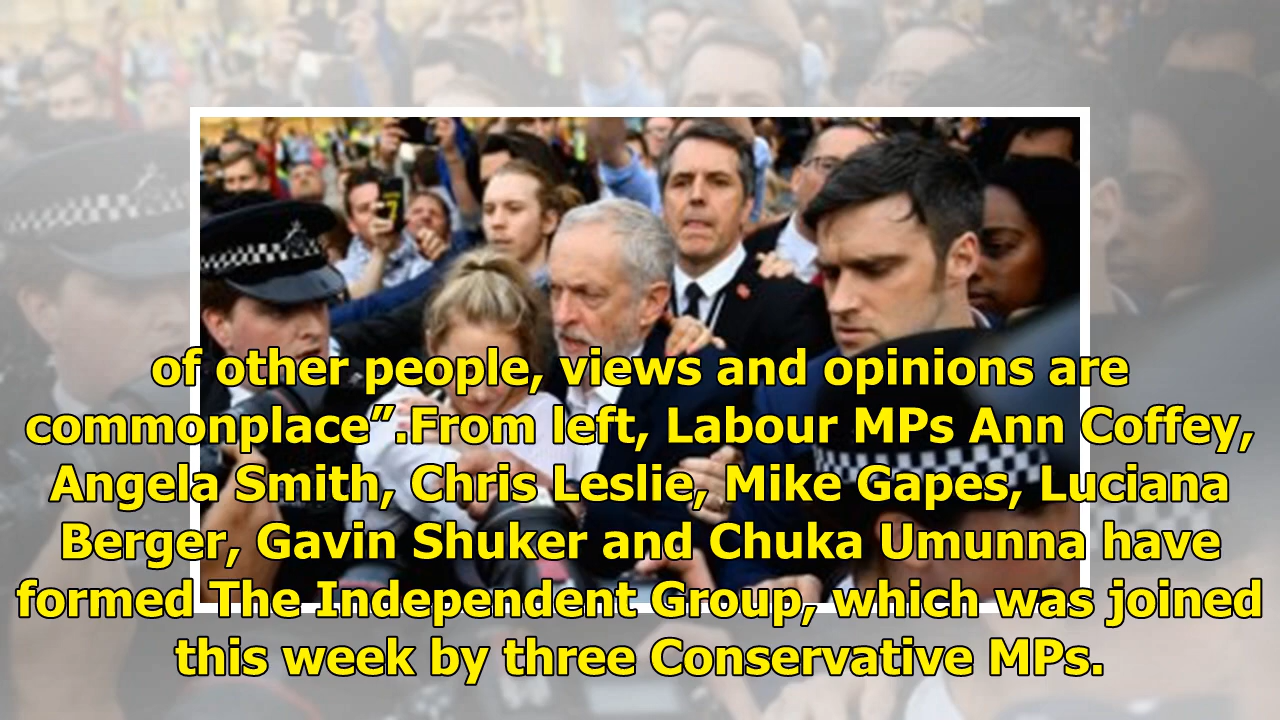 of other people, views and opinions are
commonplace”.From left, Labour MPs Ann Coffey,
Angela Smith, Chris Leslie, Mike Gapes, Luciana
Berger, Gavin Shuker and Chuka Umunna have
formed The Independent Group, which was joined
this week by three Conservative MPs.